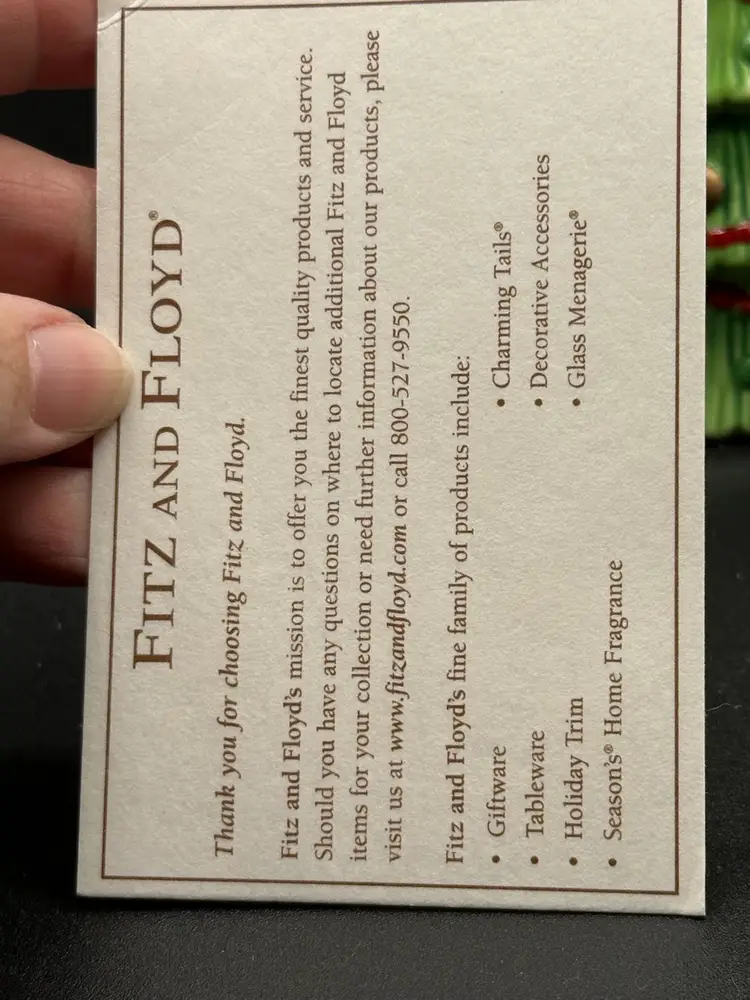 FITZ AND FLOYD®
Thank you for choosing Fitz and Floyd.
Fitz and Floyd's mission is to offer you the finest quality products and service.
Should you have any questions on where to locate additional Fitz and Floyd
items for your collection or need further information about our products, please
visit us at www.fitzandfloyd.com or call 800-527-9550.
Fitz and Floyd's fine family of products include:
• Giftware
• Tableware
• Holiday Trim
• Season's® Home Fragrance
• Charming Tails®
• Decorative Accessories
• Glass Menagerie®